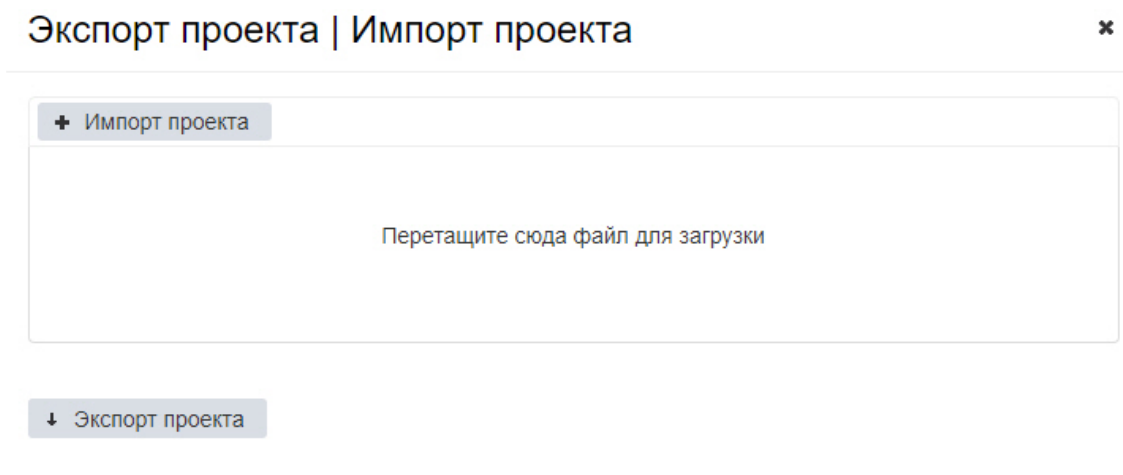 Экспорт проекта | Импорт проекта
Импорт проекта
Перетащите сюда файл для загрузки
Экспорт проекта